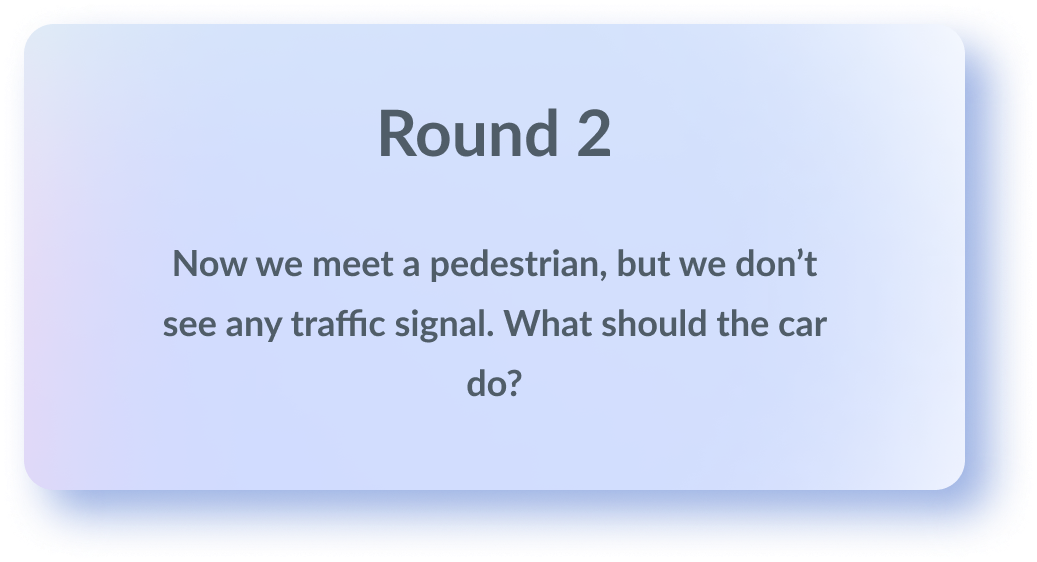 Round 2
Now we meet a pedestrian, but we don’t
see any traffic signal. What should the car
do?